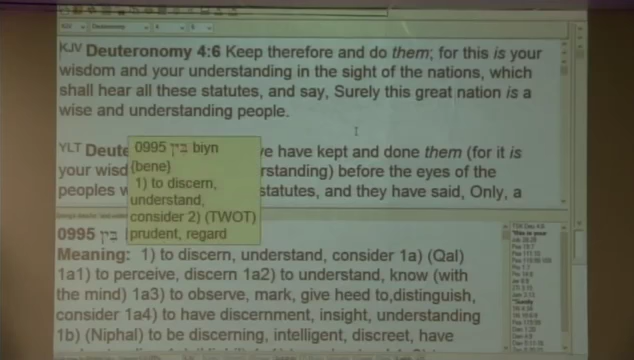 KJV Deuteronomy 4:6 Keep therefore and do them; for this is your
wisdom and your understanding in the sight of the nations, which
shall hear all these statutes, and say, Surely this great nation is a
wise and understanding people.
YLT Deute ve have kept and done them (for it is
your wisd rstanding) before the eyes of the
peoples w statutes, and they have said, Only, a
0995 בִּין biyn
{bene}
1) to discern,
understand,
consider 2) (TWOT)
prudent, regard
0995 בִּין
Meaning: 1) to discern, understand, consider 1a) (Qal)
1a1) to perceive, discern 1a2) to understand, know (with
the mind) 1a3) to observe, mark, give heed to,distinguish,
consider 1a4) to have discernment, insight, understanding
1b) (Niphal) to be discerning, intelligent, discreet, have
"this is your
"Surely